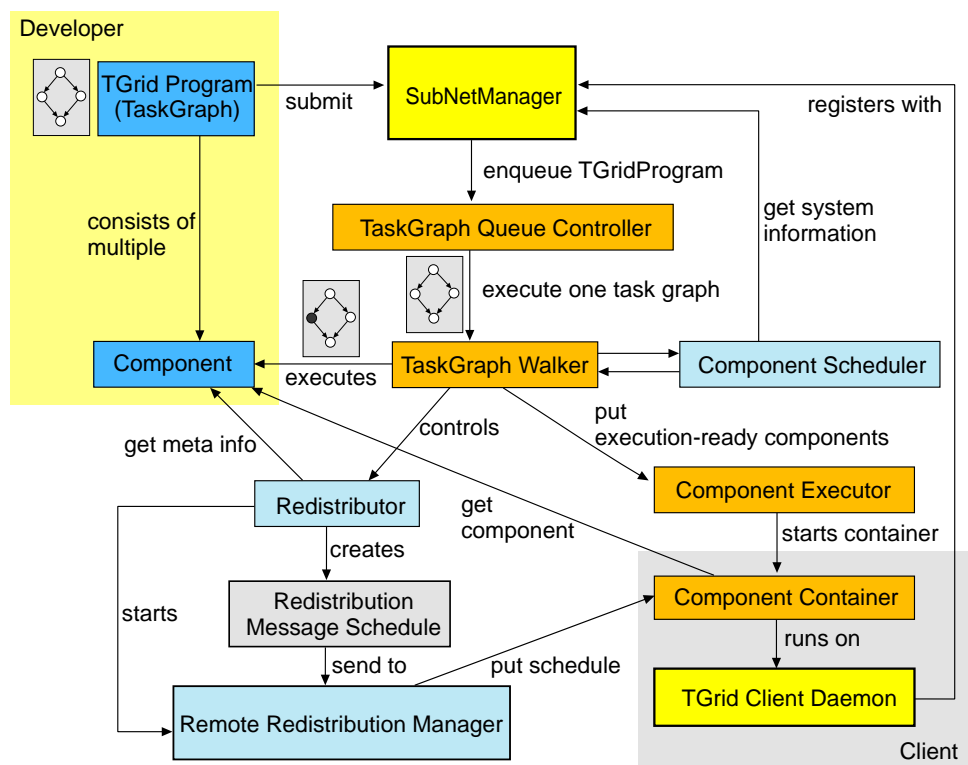 Developer
TGrid Program
(TaskGraph)
submit
SubNetManager
registers with
enqueue TGridProgram
consists of
multiple
TaskGraph Queue Controller
get system
information
execute one task graph
Component
executes
TaskGraph Walker
Component Scheduler
get meta info
controls
put
execution-ready components
Redistributor
get
component
Component Executor
creates
starts container
starts
Redistribution
Message Schedule
Component Container
send to
put schedule
runs on
Remote Redistribution Manager
TGrid Client Daemon
Client